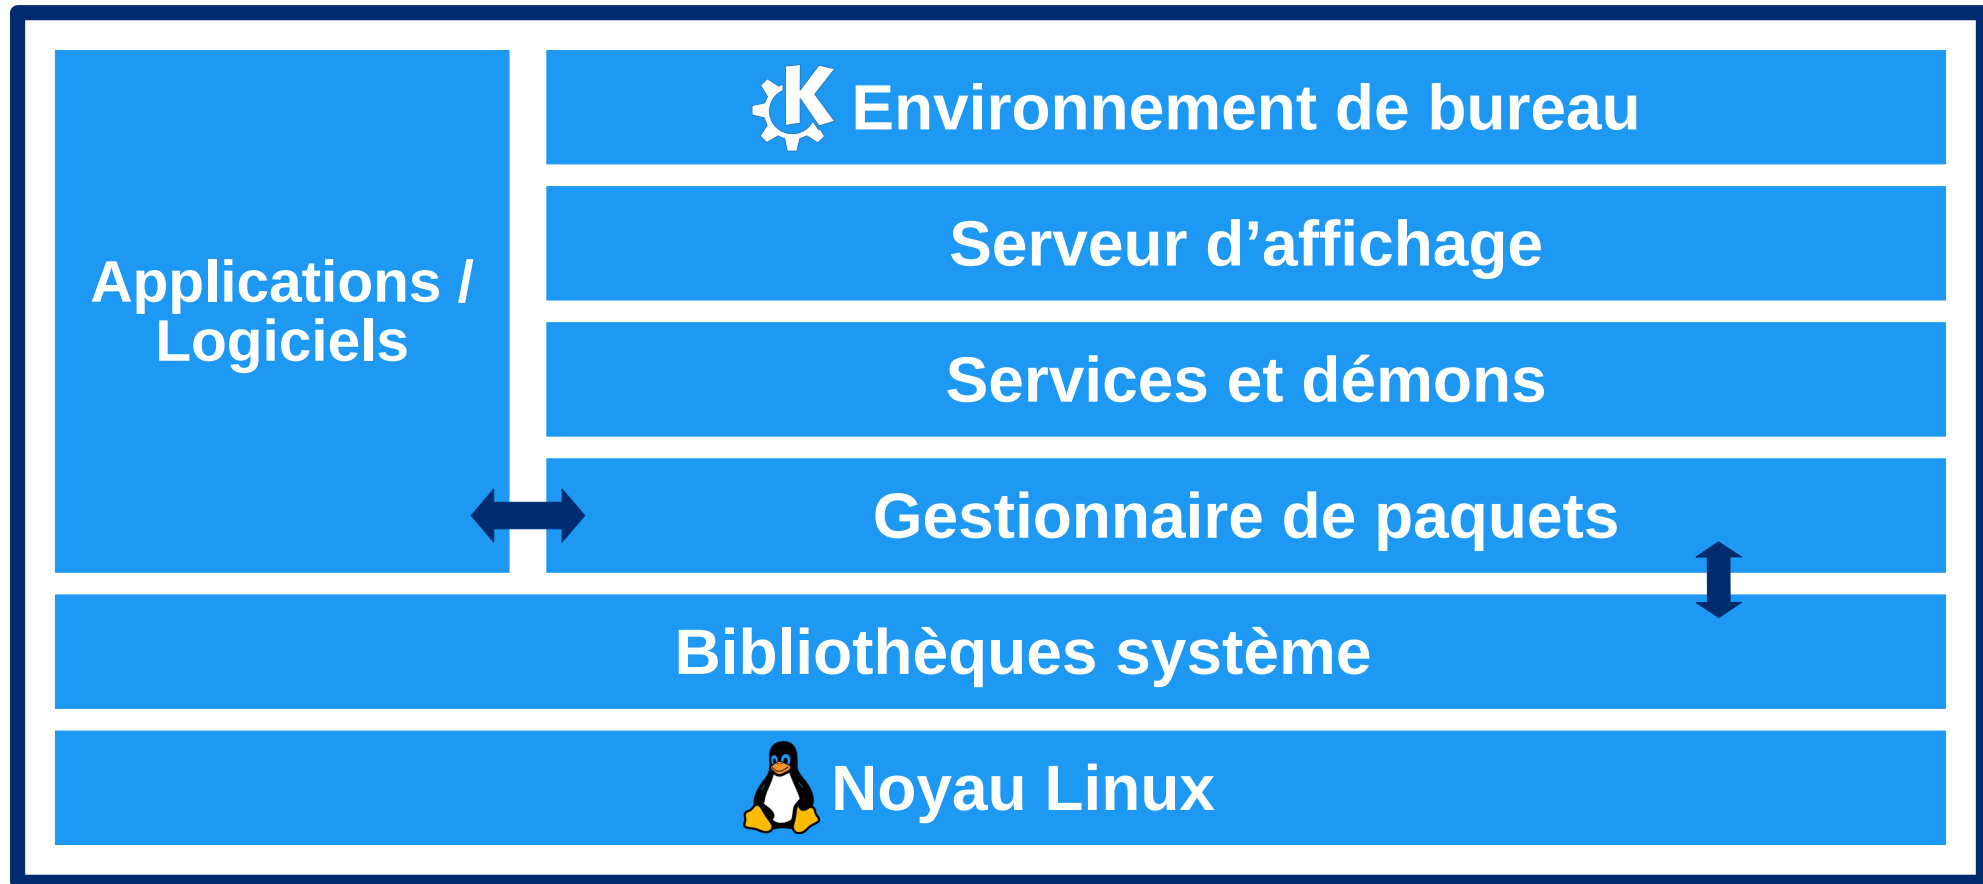 Applications /
Logiciels
Environnement de bureau
Serveur d’affichage
Services et démons
Gestionnaire de paquets
Bibliothèques système
Noyau Linux